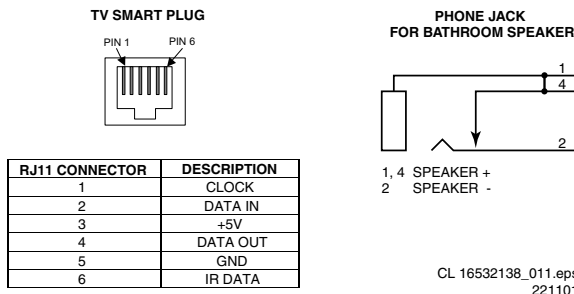 TV SMART PLUG
PIN 1 PIN 6
RJ11 CONNECTOR DESCRIPTION
1 CLOCK
2 DATA IN
3 +5V
4 DATA OUT
5 GND
6 IR DATA
PHONE JACK
FOR BATHROOM SPEAKER
1
4
2
1, 4 SPEAKER +
2 SPEAKER -
CL 16532138_011.eps
221101